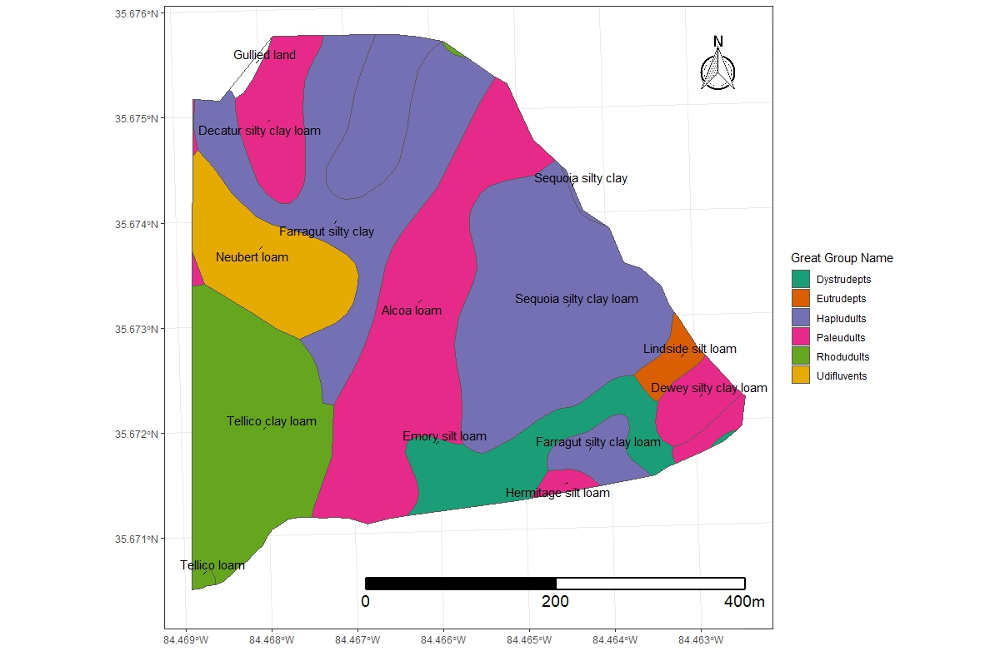 35.676°N
35.675°N
35.674°N
35.673°N
35.672°N
35.671°N
N
Gullied land
Decatur silty clay loam
Sequoia silty clay
Farragut silty clay
Neubert loam
Sequoia silty clay loam
Alcoa loam
Lindside silt loam
Dewey silty clay loam
Tellico clay loam
Emory silt loam
Farragut silty clay loam
Hermitage silt loam
Tellico loam
0 200 400m
84.469°W 84.468°W 84.467°W 84.466°W 84.465°W 84.464°W 84.463°W
Great Group Name
Dystrudepts
Eutrudepts
Hapludults
Paleudults
Rhodudults
Udifluvents